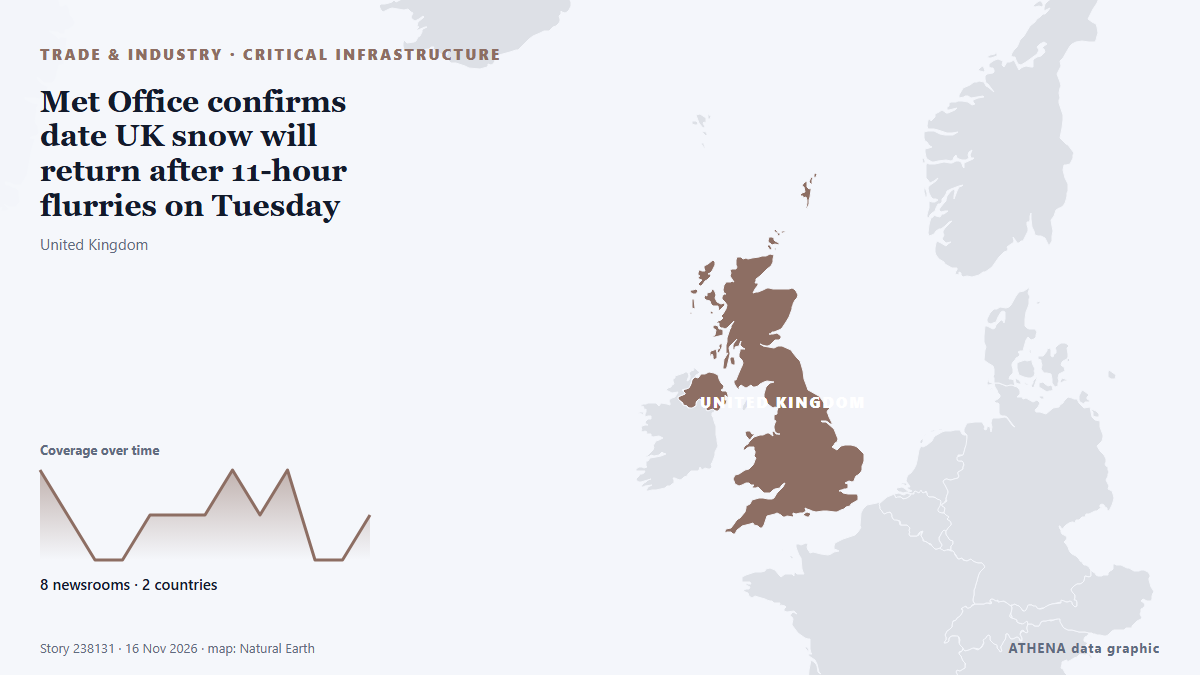 TRADE & INDUSTRY · CRITICAL INFRASTRUCTURE
Met Office confirms
date UK snow will
return after 11-hour
flurries on Tuesday
United Kingdom
UNITED KINGDOM
Coverage over time
8 newsrooms · 2 countries
Story 238131 · 16 Nov 2026 · map: Natural Earth
ATHENA data graphic